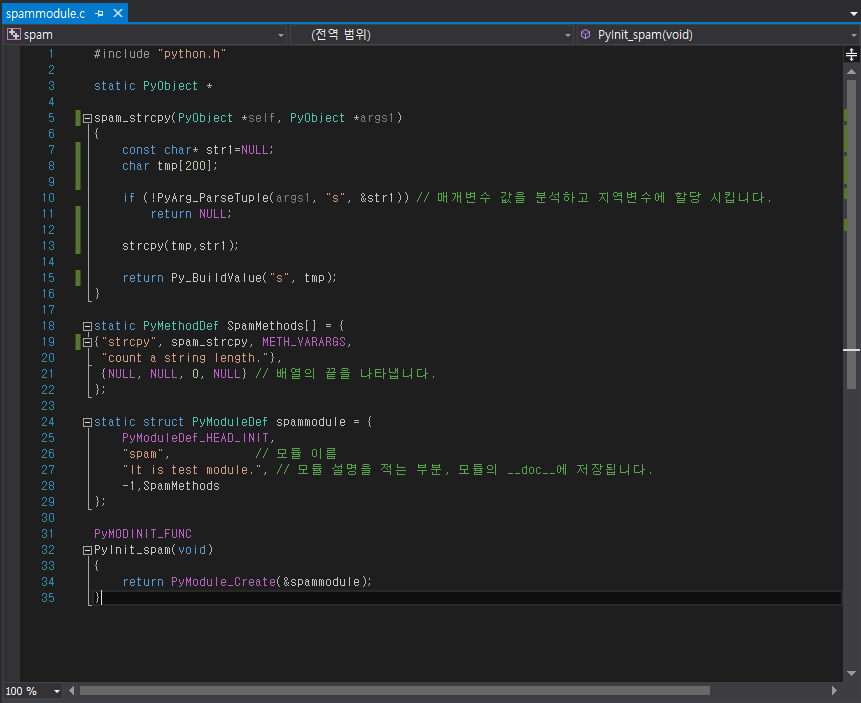 spammodule.c
spam (전역 범위) PyInit_spam(void)
1 #include "python.h"
2
3 static PyObject *
4
5 spam_strcpy(PyObject *self, PyObject *args1)
6 {
7 const char* str1=NULL;
8 char tmp[200];
9
10 if (!PyArg_ParseTuple(args1, "s", &str1)) // 매개변수 값을 분석하고 지역변수에 할당 시킵니다.
11 return NULL;
12
13 strcpy(tmp,str1);
14
15 return Py_BuildValue("s", tmp);
16 }
17
18 static PyMethodDef SpamMethods[] = {
19 {"strcpy", spam_strcpy, METH_VARARGS,
20 "count a string length."},
21 {NULL, NULL, 0, NULL} // 배열의 끝을 나타냅니다.
22 };
23
24 static struct PyModuleDef spammodule = {
25 PyModuleDef_HEAD_INIT,
26 "spam", // 모듈 이름
27 "It is test module.", // 모듈 설명을 적는 부분, 모듈의 __doc__에 저장됩니다.
28 -1,SpamMethods
29 };
30
31 PyMODINIT_FUNC
32 PyInit_spam(void)
33 {
34 return PyModule_Create(&spammodule);
35 }
100 %